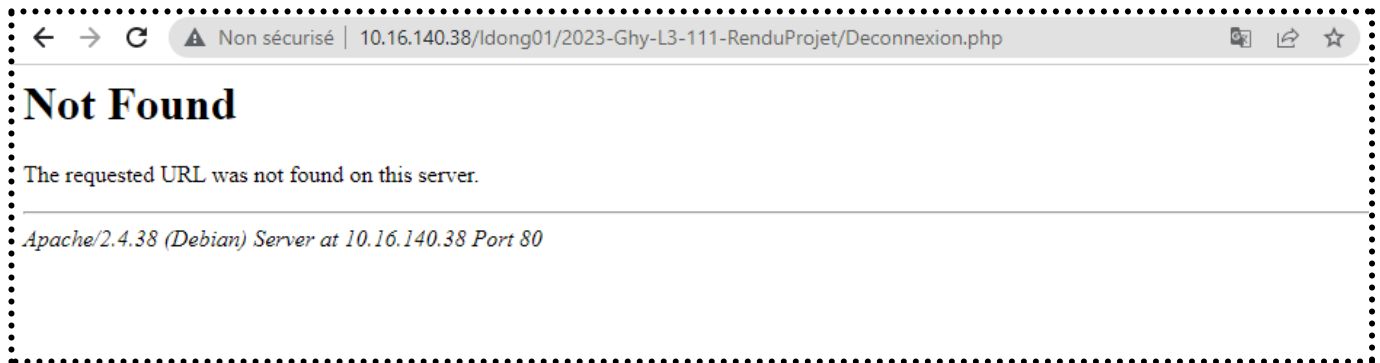 Non sécurisé | 10.16.140.38/ldong01/2023-Ghy-L3-111-RenduProjet/Deconnexion.php
Not Found
The requested URL was not found on this server.
Apache/2.4.38 (Debian) Server at 10.16.140.38 Port 80